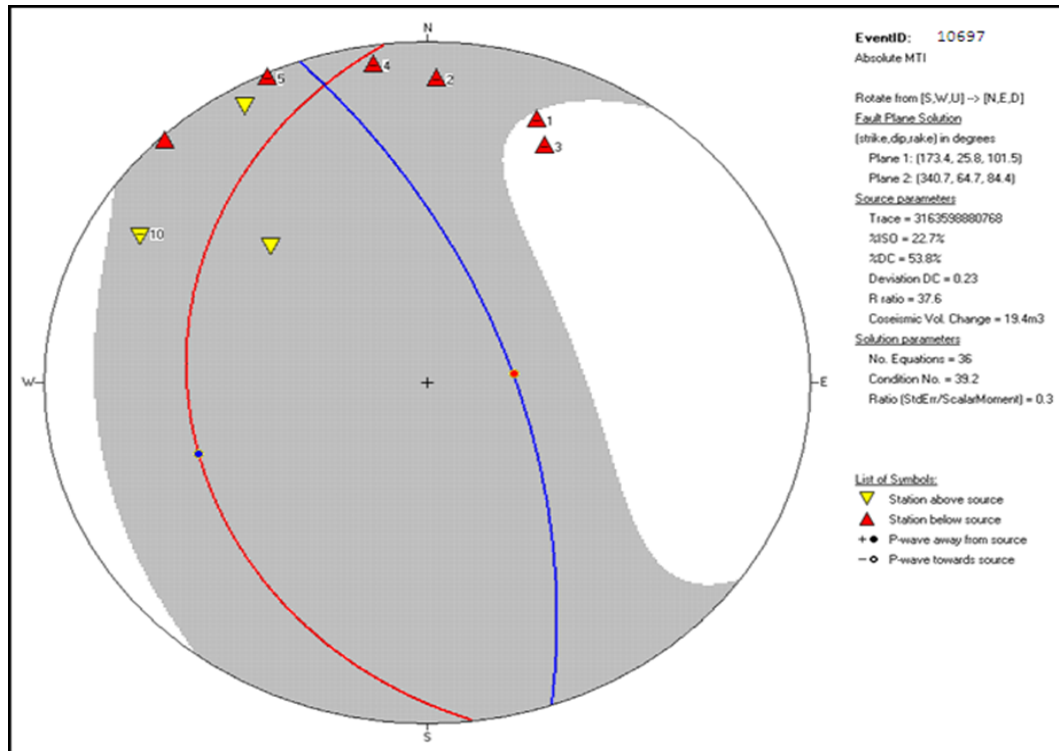 N
5
4
2
1
3
10
W
E
S
EventID: 10697
Absolute MTI
Rotate from [S,W,U] --> [N,E,D]
Fault Plane Solution
(strike,dip,rake) in degrees
Plane 1: (173.4, 25.8, 101.5)
Plane 2: (340.7, 64.7, 84.4)
Source parameters
Trace = 3163598880768
%ISO = 22.7%
%DC = 53.8%
Deviation DC = 0.23
R ratio = 37.6
Coseismic Vol. Change = 19.4m3
Solution parameters
No. Equations = 36
Condition No. = 39.2
Ratio (StdErr/ScalarMoment) = 0.3
List of Symbols:
Station above source
Station below source
P-wave away from source
P-wave towards source